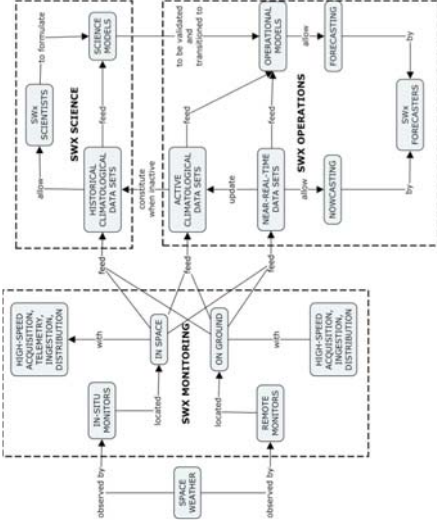 SPACE
WEATHER
observed by
observed by
IN-SITU
MONITORS
REMOTE
MONITORS
located
located
SWX MONITORING
HIGH-SPEED
ACQUISITION,
TELEMETRY,
INGESTION,
DISTRIBUTION
with
IN SPACE
ON GROUND
with
HIGH-SPEED
ACQUISITION,
INGESTION,
DISTRIBUTION
feed
feed
feed
SWX SCIENCE
HISTORICAL
CLIMATOLOGICAL
DATA SETS
allow
SWx
SCIENTISTS
to formulate
feed
SCIENCE
MODELS
constitute
when inactive
to be validated
and
transitioned to
SWX OPERATIONS
ACTIVE
CLIMATOLOGICAL
DATA SETS
update
NEAR-REAL-TIME
DATA SETS
feed
feed
OPERATIONAL
MODELS
allow
NOWCASTING
allow
FORECASTING
by
by
SWx
FORECASTERS